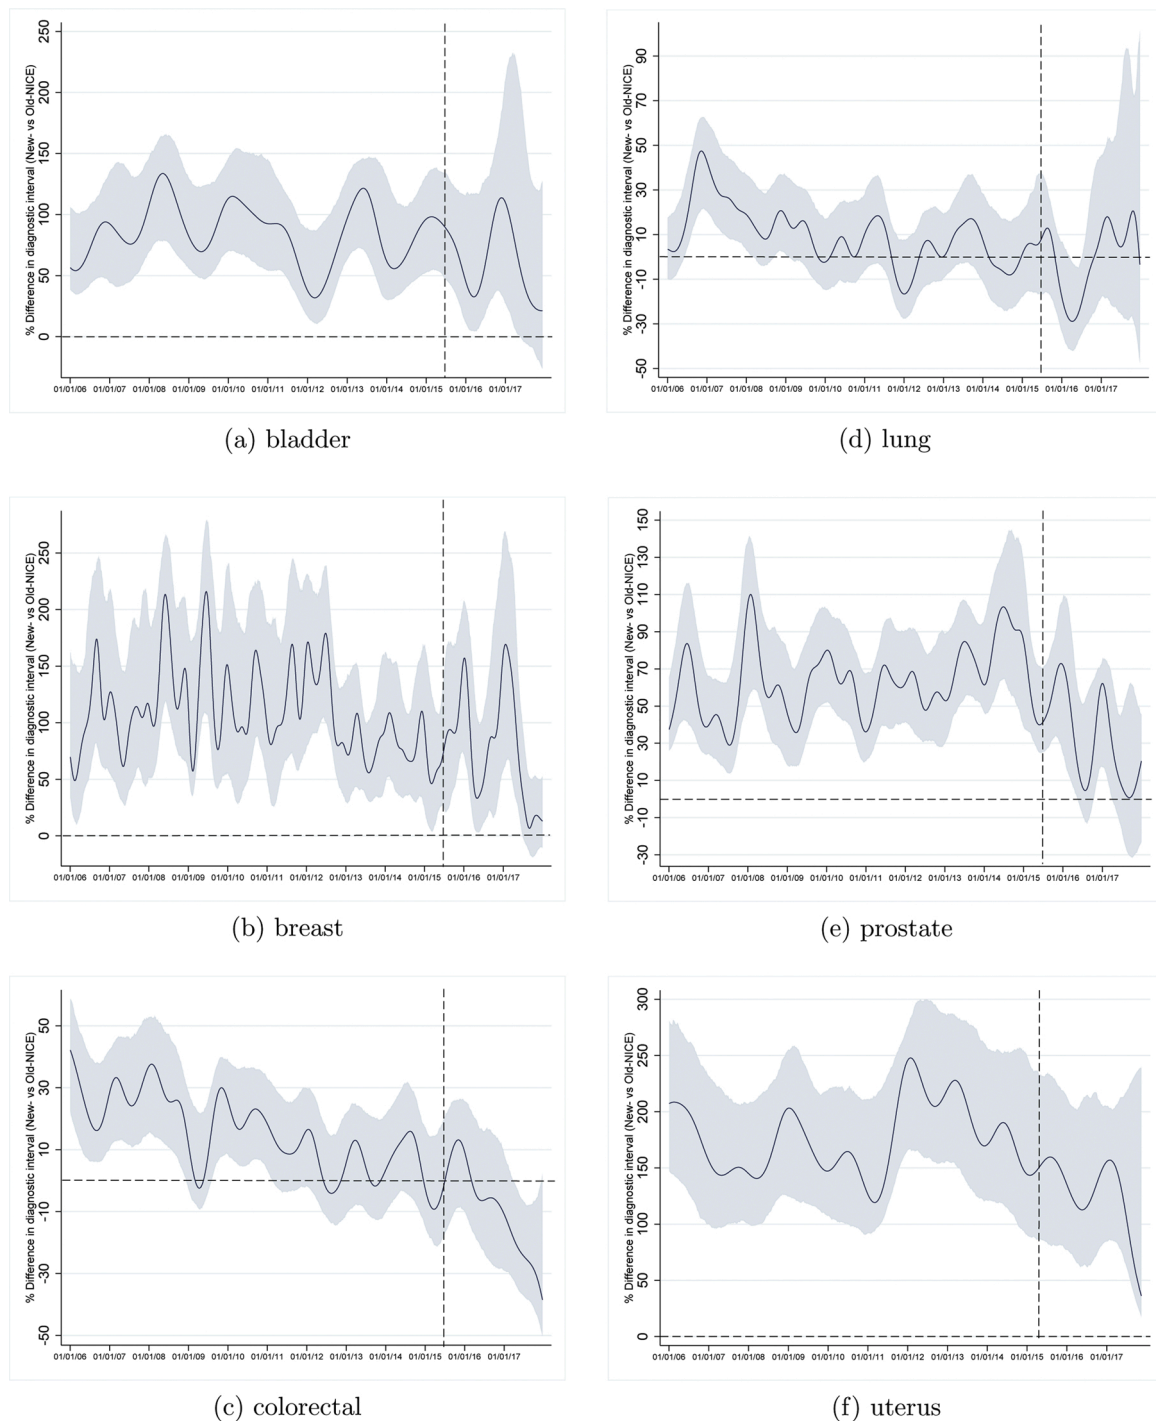 % Difference in diagnostic interval (New- vs Old-NICE)
250
200
150
100
50
0
01/01/06 01/01/07 01/01/08 01/01/09 01/01/10 01/01/11 01/01/12 01/01/13 01/01/14 01/01/15 01/01/16 01/01/17
(a) bladder
% Difference in diagnostic interval (New- vs Old-NICE)
90
70
50
30
10
-10
-30
-50
01/01/06 01/01/07 01/01/08 01/01/09 01/01/10 01/01/11 01/01/12 01/01/13 01/01/14 01/01/15 01/01/16 01/01/17
(d) lung
% Difference in diagnostic interval (New- vs Old-NICE)
250
200
150
100
50
0
01/01/06 01/01/07 01/01/08 01/01/09 01/01/10 01/01/11 01/01/12 01/01/13 01/01/14 01/01/15 01/01/16 01/01/17
(b) breast
% Difference in diagnostic interval (New- vs Old-NICE)
150
130
110
90
70
50
30
10
-10
-30
01/01/06 01/01/07 01/01/08 01/01/09 01/01/10 01/01/11 01/01/12 01/01/13 01/01/14 01/01/15 01/01/16 01/01/17
(e) prostate
% Difference in diagnostic interval (New- vs Old-NICE)
50
30
10
-10
-30
-50
01/01/06 01/01/07 01/01/08 01/01/09 01/01/10 01/01/11 01/01/12 01/01/13 01/01/14 01/01/15 01/01/16 01/01/17
(c) colorectal
% Difference in diagnostic interval (New- vs Old-NICE)
300
250
200
150
100
50
0
01/01/06 01/01/07 01/01/08 01/01/09 01/01/10 01/01/11 01/01/12 01/01/13 01/01/14 01/01/15 01/01/16 01/01/17
(f) uterus